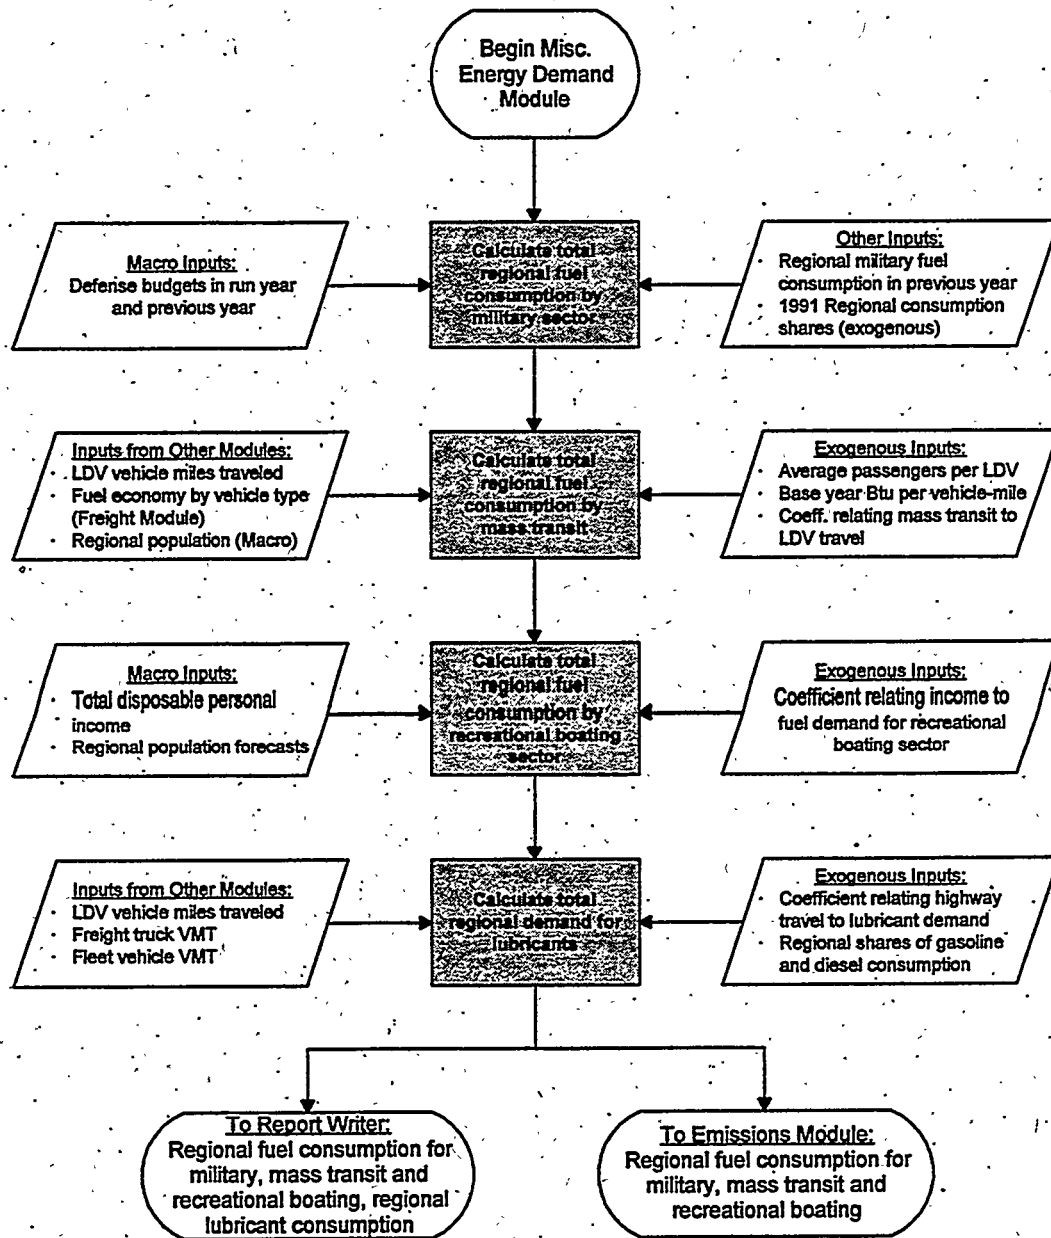 Begin Misc.
Energy Demand
Module
Macro Inputs:
Defense budgets in run year
and previous year
Calculate total
regional fuel
consumption by
military sector
Other Inputs:
· Regional military fuel
consumption in previous year
· 1991 Regional consumption
shares (exogenous)
Inputs from Other Modules:
· LDV vehicle miles traveled
· Fuel economy by vehicle type
(Freight Module)
· Regional population (Macro)
Calculate total
regional fuel
consumption by
mass transit
Exogenous Inputs:
· Average passengers per LDV
· Base year Btu per vehicle-mile
· Coeff. relating mass transit to
LDV travel
Macro Inputs:
· Total disposable personal
income
· Regional population forecasts
Calculate total
regional fuel
consumption by
recreational boating
sector
Exogenous Inputs:
Coefficient relating income to
fuel demand for recreational
boating sector
Inputs from Other Modules:
· LDV vehicle miles traveled
· Freight truck VMT
· Fleet vehicle VMT
Calculate total
regional demand for
lubricants
Exogenous Inputs:
· Coefficient relating highway
travel to lubricant demand
· Regional shares of gasoline
and diesel consumption
To Report Writer:
Regional fuel consumption for
military, mass transit and
recreational boating, regional
lubricant consumption
To Emissions Module:
Regional fuel consumption for
military, mass transit and
recreational boating